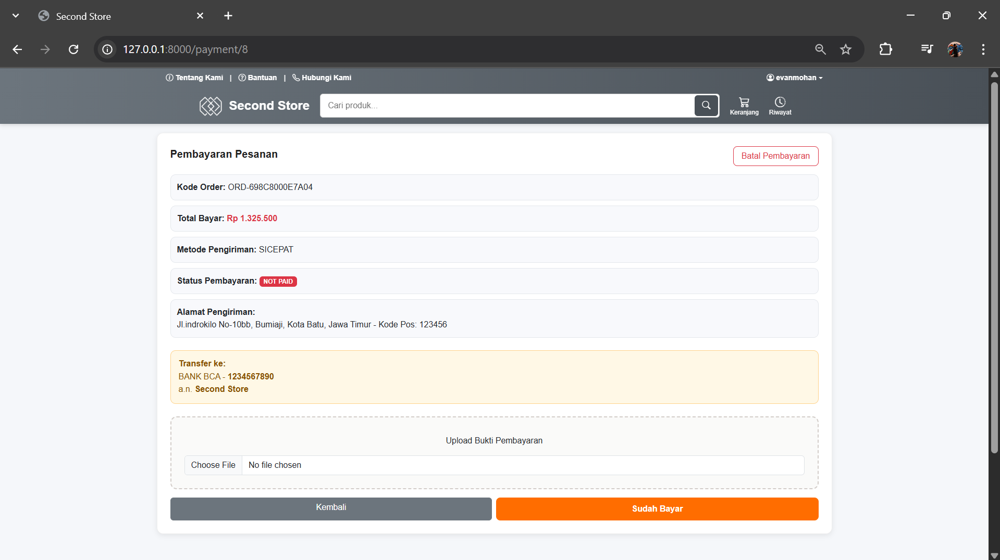 Second Store
127.0.0.1:8000/payment/8
Tentang Kami | Bantuan | Hubungi Kami
evanmohan
Second Store
Cari produk...
Keranjang
Riwayat
Pembayaran Pesanan
Batal Pembayaran
Kode Order: ORD-698C8000E7A04
Total Bayar: Rp 1.325.500
Metode Pengiriman: SICEPAT
Status Pembayaran: NOT PAID
Alamat Pengiriman:
Jl.indrokilo No-10bb, Bumiaji, Kota Batu, Jawa Timur - Kode Pos: 123456
Transfer ke:
BANK BCA - 1234567890
a.n. Second Store
Upload Bukti Pembayaran
Choose File No file chosen
Kembali
Sudah Bayar